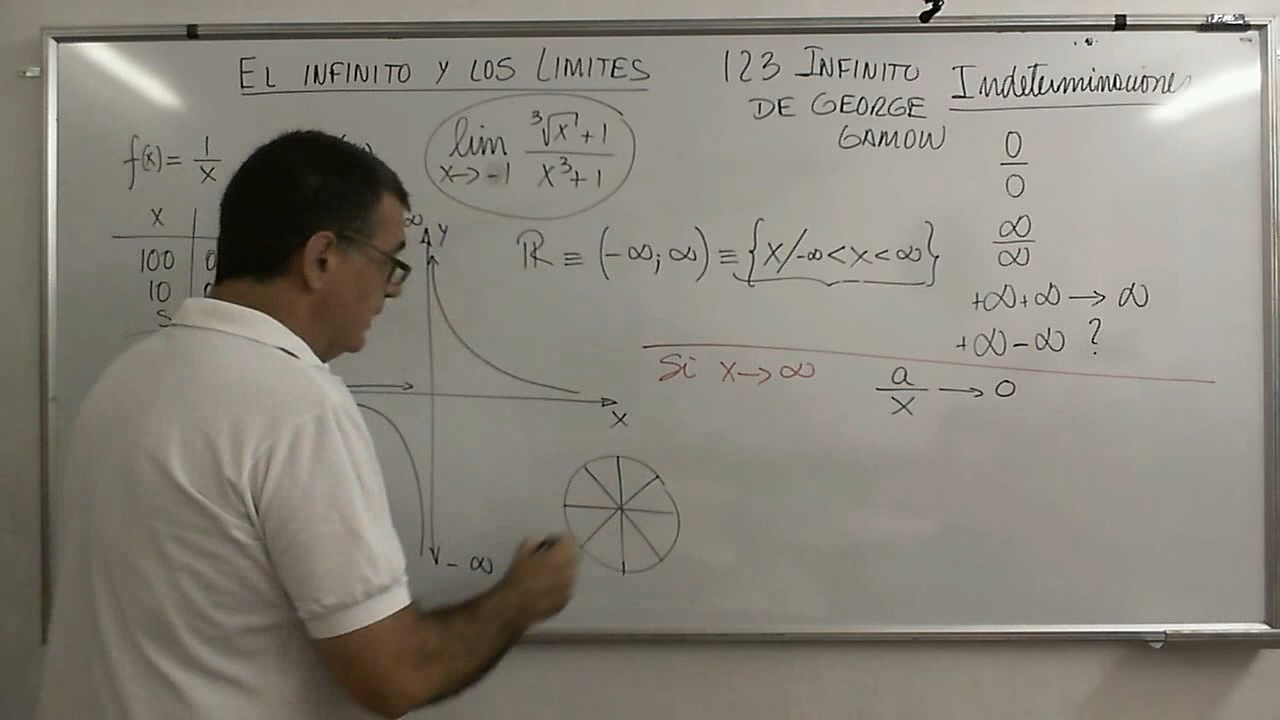 EL INFINITO Y LOS LIMITES
123 INFINITO
DE GEORGE
GAMOW
Indeterminaciones
f(x) = 1/x
lim x→-1 (∛x + 1)/(x³ + 1)
0/0
∞/∞
+∞+∞ → ∞
+∞-∞ ?
x
100 0
10
5
∞
y
ℝ ≡ (-∞; ∞) ≡ {x/-∞<x<∞}
Si x→∞ a/x → 0
x
-∞